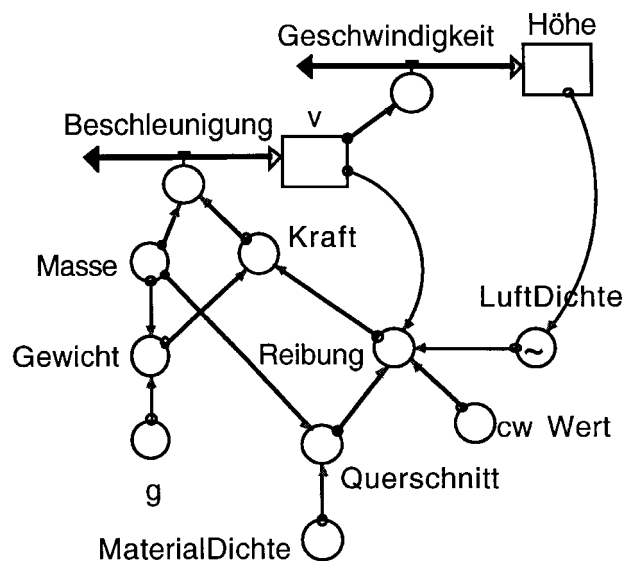 Höhe
Geschwindigkeit
Beschleunigung
v
Kraft
Masse
LuftDichte
Gewicht
Reibung
~
cw Wert
Querschnitt
g
MaterialDichte